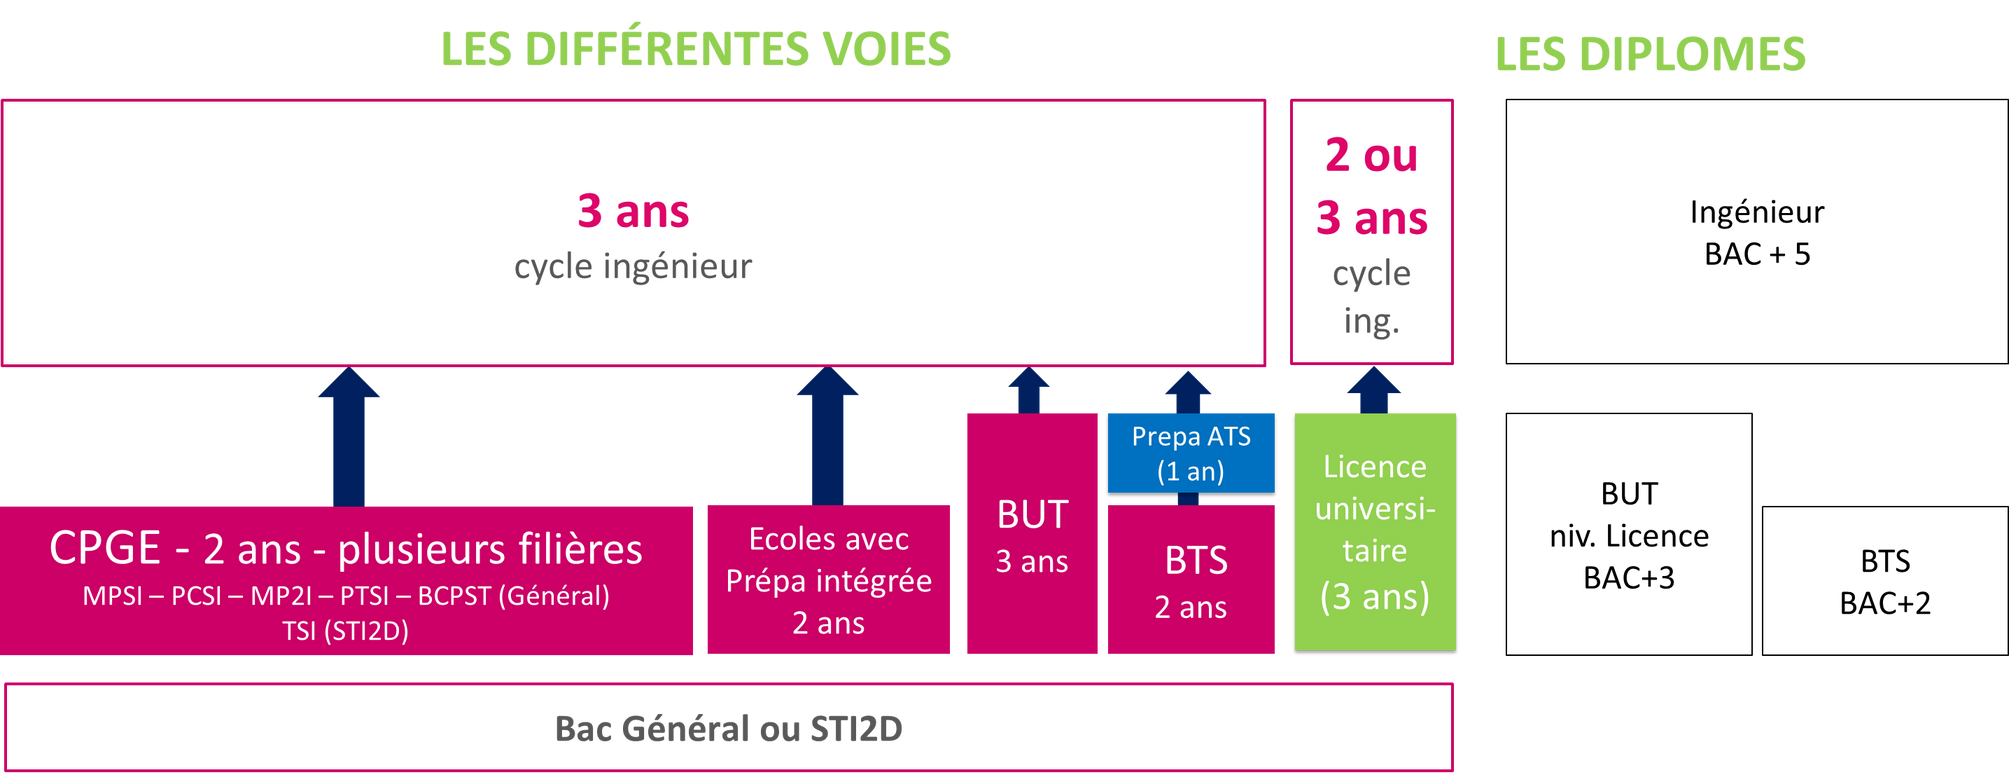 LES DIFFÉRENTES VOIES
LES DIPLOMES
3 ans
cycle ingénieur
2 ou
3 ans
cycle
ing.
Ingénieur
BAC + 5
CPGE - 2 ans - plusieurs filières
MPSI – PCSI – MP2I – PTSI – BCPST (Général)
TSI (STI2D)
Ecoles avec
Prépa intégrée
2 ans
BUT
3 ans
Prepa ATS
(1 an)
BTS
2 ans
Licence
universi-
taire
(3 ans)
BUT
niv. Licence
BAC+3
BTS
BAC+2
Bac Général ou STI2D